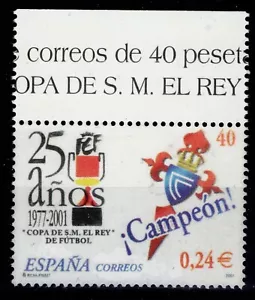 s correos de 40 peset
OPA DE S. M. EL REY
25
años
FEF
1977-2001
"COPA DE S.M. EL REY"
DE FÚTBOL
40
¡Campeón!
0,24 €
ESPAÑA CORREOS
2001